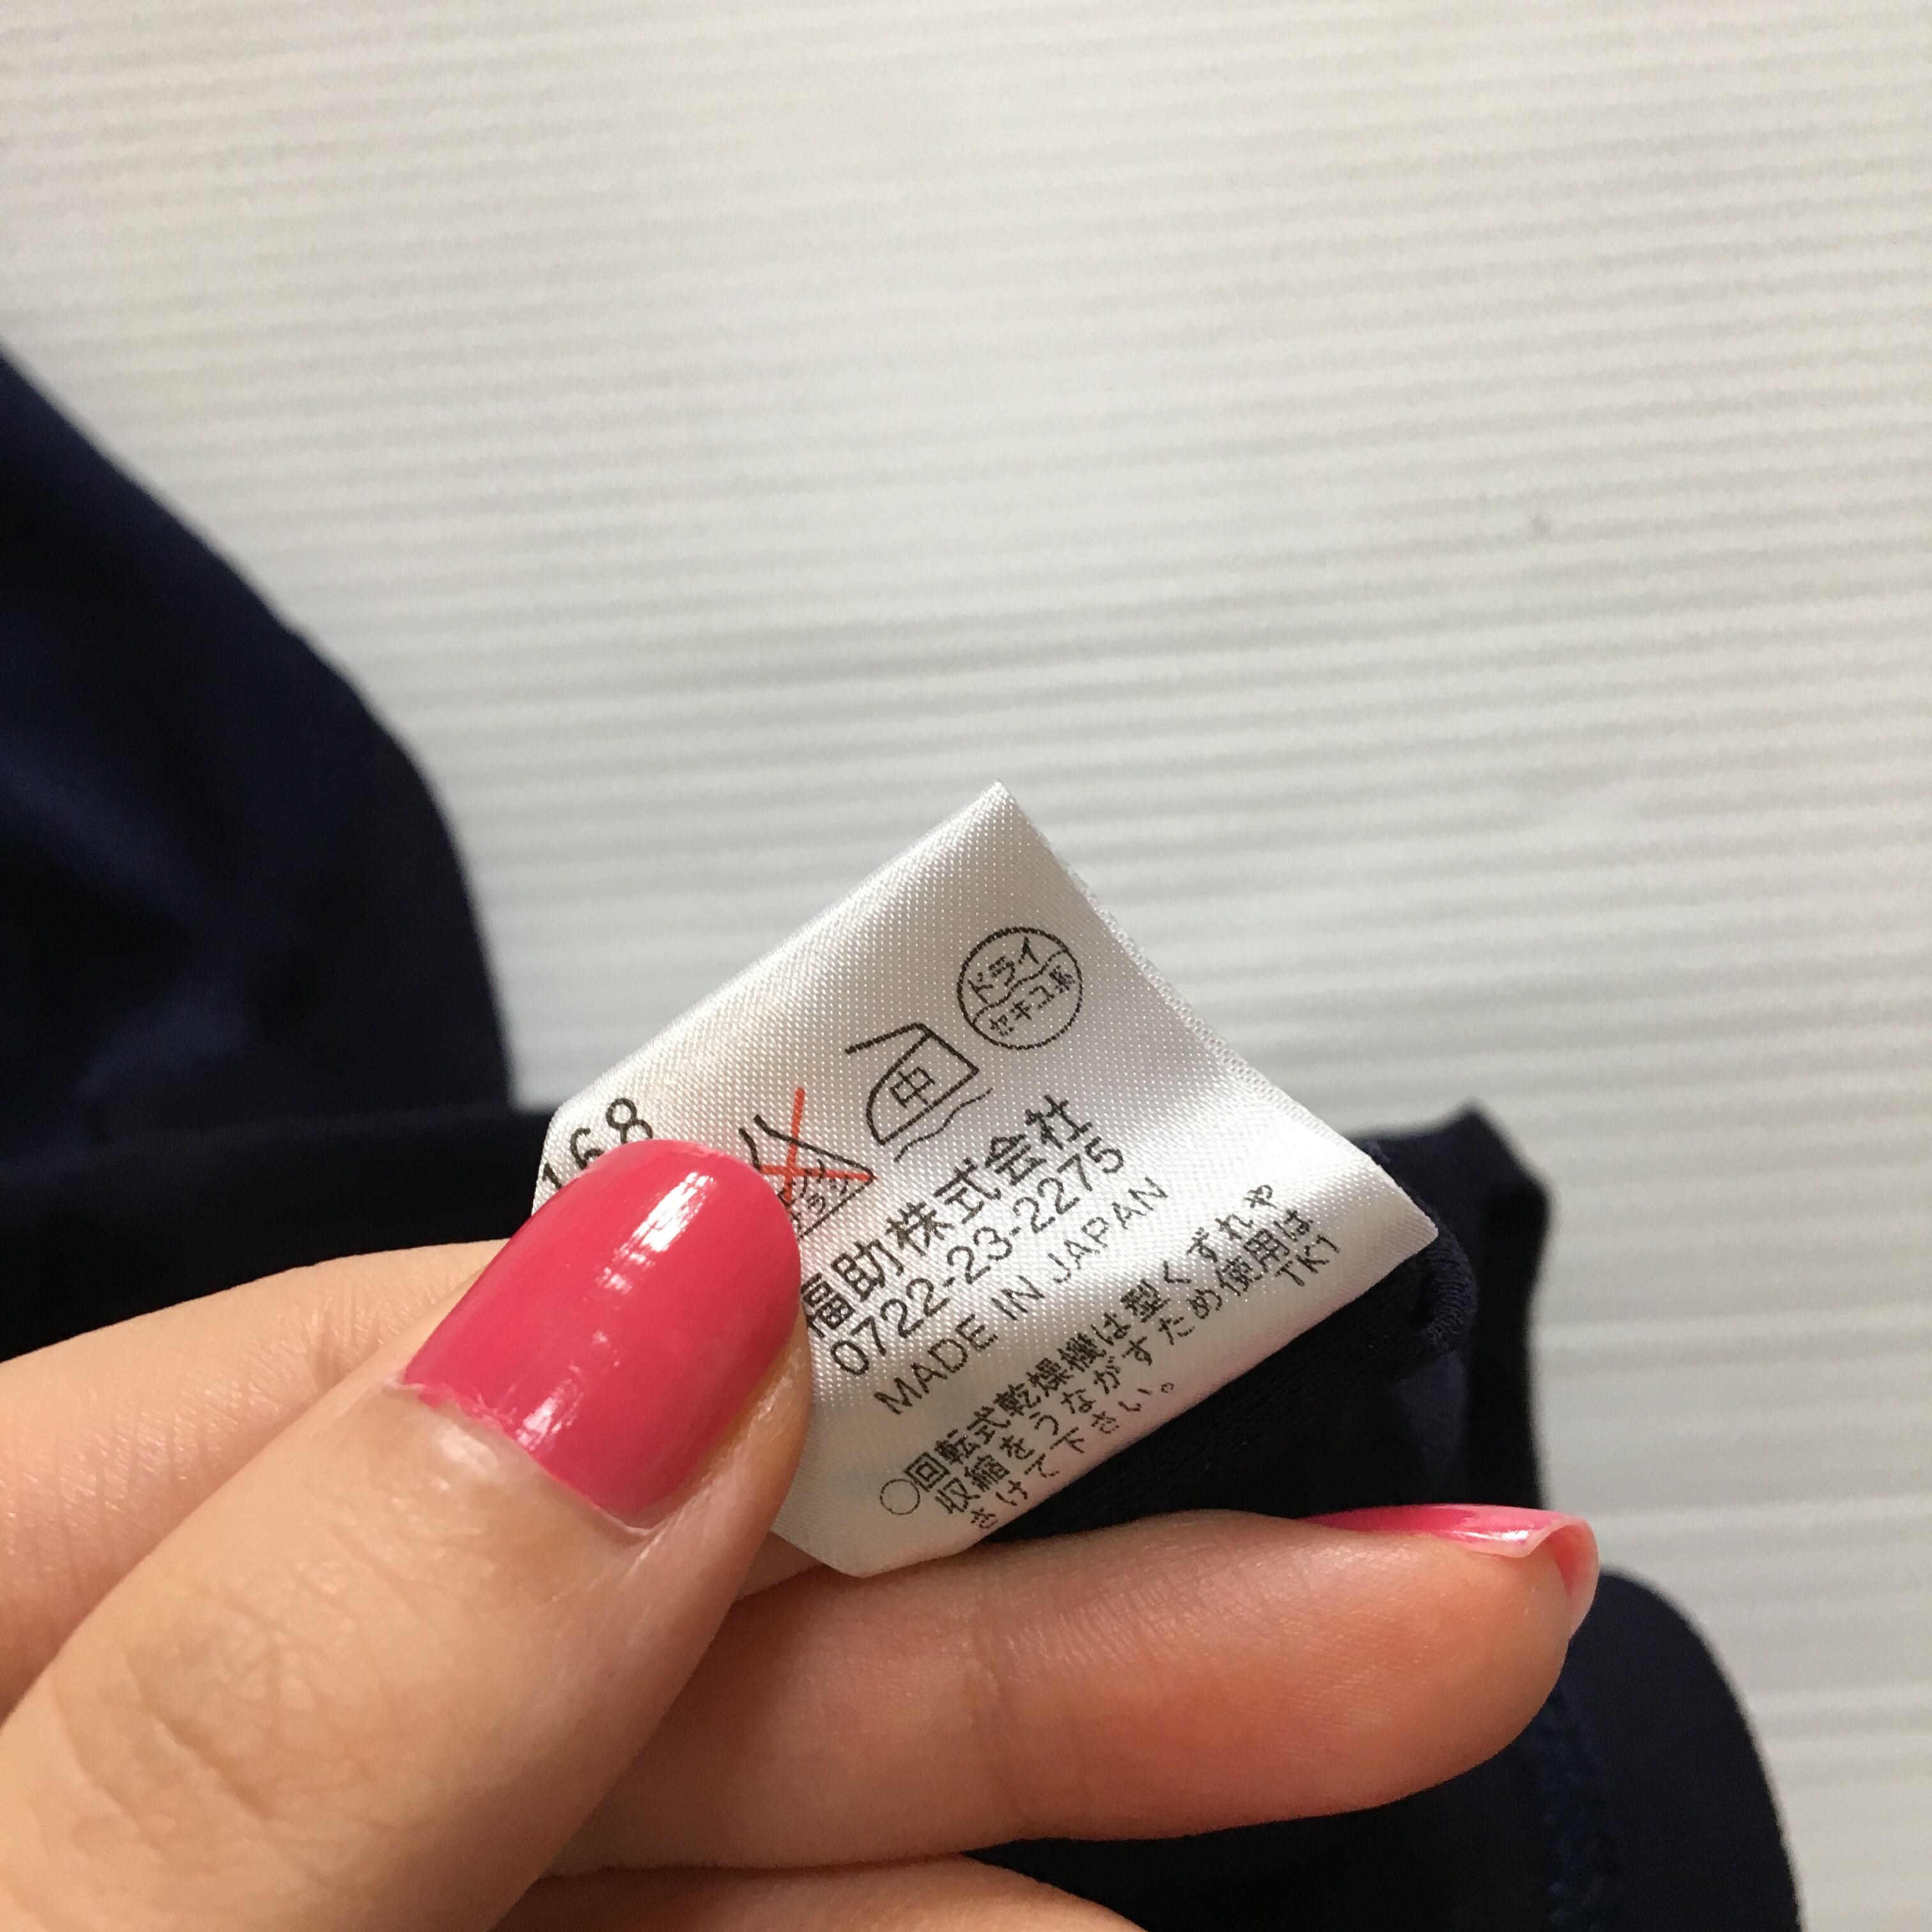 168
ドライ
セキユ系
中
福助株式会社
0722-23-2275
MADE IN JAPAN
○回転式乾燥機は型くずれや
収縮をうながすため使用は
さけて下さい。
TK1